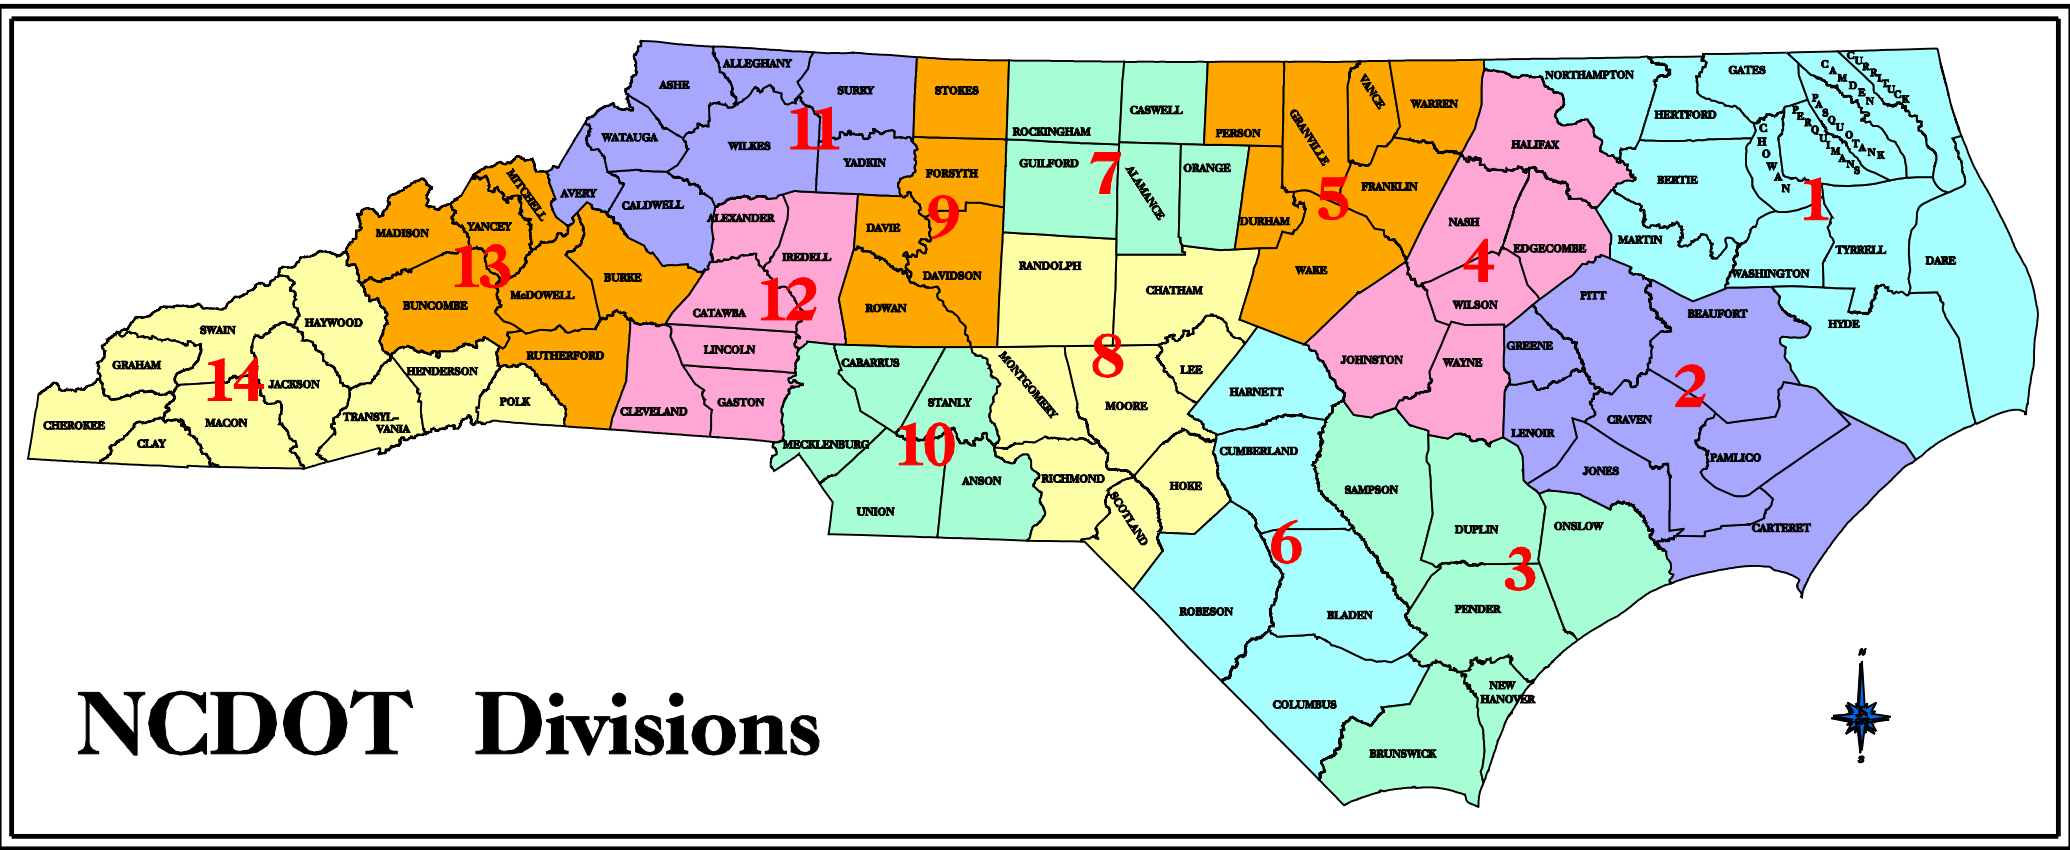 ALLEGHANY
ASHE
SURRY
STOKES
ROCKINGHAM
CASWELL
PERSON
GRANVILLE
VANCE
WARREN
NORTHAMPTON
GATES
CAMDEN
CURRITUCK
HERTFORD
PASQUOTANK
PERQUIMANS
CHOWAN
HALIFAX
WATAUGA
WILKES
11
YADKIN
FORSYTH
GUILFORD
7
ALAMANCE
ORANGE
DURHAM
5
FRANKLIN
BERTIE
1
MITCHELL
AVERY
CALDWELL
ALEXANDER
IREDELL
DAVIE
9
DAVIDSON
RANDOLPH
CHATHAM
WAKE
NASH
4
EDGECOMBE
MARTIN
WASHINGTON
TYRRELL
DARE
MADISON
YANCEY
13
BUNCOMBE
McDOWELL
BURKE
CATAWBA
12
ROWAN
WILSON
PITT
BEAUFORT
HYDE
SWAIN
HAYWOOD
GRAHAM
14
JACKSON
HENDERSON
RUTHERFORD
LINCOLN
CABARRUS
MONTGOMERY
8
LEE
JOHNSTON
WAYNE
GREENE
2
CHEROKEE
CLAY
MACON
TRANSYL-
VANIA
POLK
CLEVELAND
GASTON
MECKLENBURG
STANLY
10
MOORE
HARNETT
LENOIR
CRAVEN
PAMLICO
JONES
UNION
ANSON
RICHMOND
SCOTLAND
HOKE
CUMBERLAND
SAMPSON
DUPLIN
ONSLOW
CARTERET
6
3
ROBESON
BLADEN
PENDER
COLUMBUS
NEW
HANOVER
BRUNSWICK
N
S
NCDOT Divisions